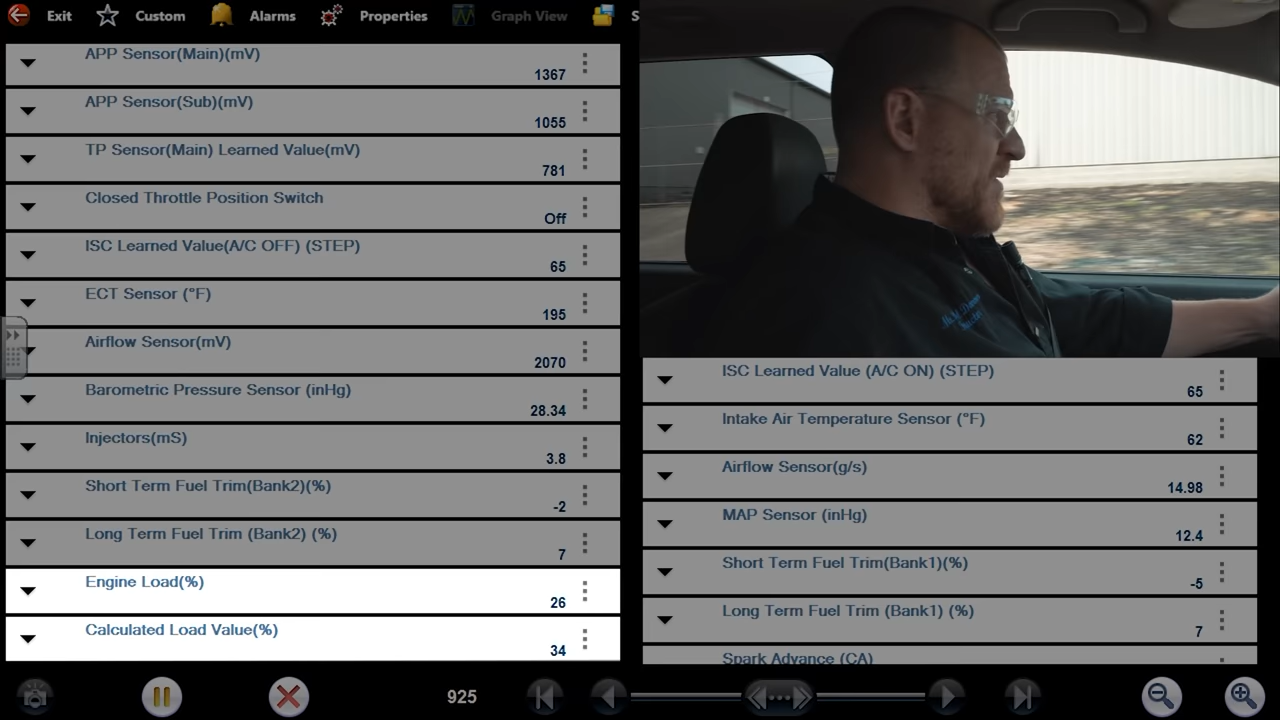 Exit Custom Alarms Properties Graph View S
APP Sensor(Main)(mV)
1367
APP Sensor(Sub)(mV)
1055
TP Sensor(Main) Learned Value(mV)
781
Closed Throttle Position Switch
Off
ISC Learned Value(A/C OFF) (STEP)
65
ECT Sensor (°F)
195
Airflow Sensor(mV)
2070
Barometric Pressure Sensor (inHg)
28.34
Injectors(mS)
3.8
Short Term Fuel Trim(Bank2)(%)
-2
Long Term Fuel Trim (Bank2) (%)
7
Engine Load(%)
26
Calculated Load Value(%)
34
ISC Learned Value (A/C ON) (STEP)
65
Intake Air Temperature Sensor (°F)
62
Airflow Sensor(g/s)
14.98
MAP Sensor (inHg)
12.4
Short Term Fuel Trim(Bank1)(%)
-5
Long Term Fuel Trim (Bank1) (%)
7
Spark Advance (CA)
925